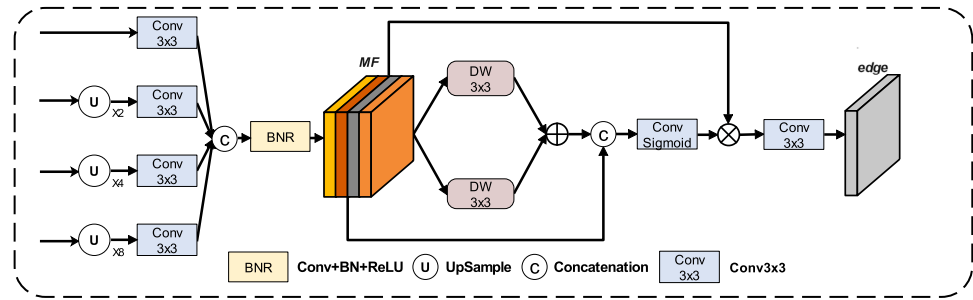 Conv
3x3
U
X2
Conv
3x3
U
X4
Conv
3x3
U
X8
Conv
3x3
C
BNR
MF
DW
3x3
DW
3x3
C
Conv
Sigmoid
Conv
3x3
edge
BNR
Conv+BN+ReLU
U
UpSample
C
Concatenation
Conv
3x3
Conv3x3